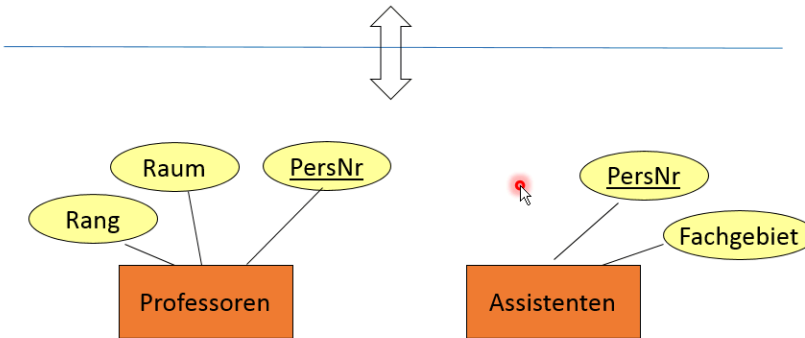 Raum
PersNr
PersNr
Rang
Fachgebiet
Professoren
Assistenten